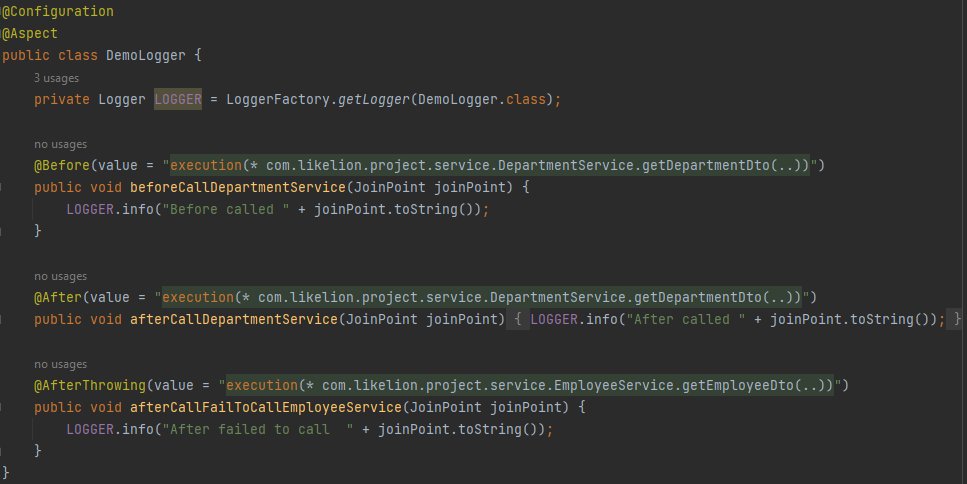 @Configuration
@Aspect
public class DemoLogger {
3 usages
private Logger LOGGER = LoggerFactory.getLogger(DemoLogger.class);
no usages
@Before(value = "execution(* com.likelion.project.service.DepartmentService.getDepartmentDto(..))")
public void beforeCallDepartmentService(JoinPoint joinPoint) {
LOGGER.info("Before called " + joinPoint.toString());
}
no usages
@After(value = "execution(* com.likelion.project.service.DepartmentService.getDepartmentDto(..))")
public void afterCallDepartmentService(JoinPoint joinPoint) { LOGGER.info("After called " + joinPoint.toString()); }
no usages
@AfterThrowing(value = "execution(* com.likelion.project.service.EmployeeService.getEmployeeDto(..))")
public void afterCallFailToCallEmployeeService(JoinPoint joinPoint) {
LOGGER.info("After failed to call  " + joinPoint.toString());
}
}